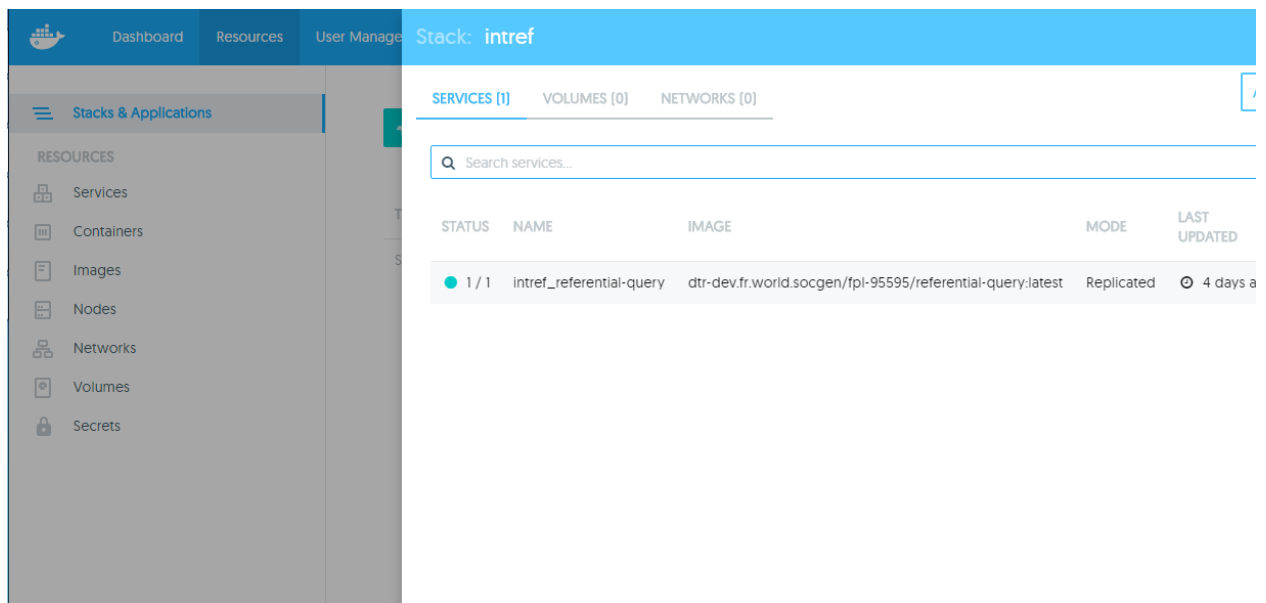 Dashboard Resources User Manage
Stack: intref
SERVICES (1) VOLUMES (0) NETWORKS (0)
Stacks & Applications
RESOURCES
Services
Containers
Images
Nodes
Networks
Volumes
Secrets
Search services...
STATUS NAME IMAGE MODE LAST UPDATED
1 / 1 intref_referential-query dtr-dev.fr.world.socgen/fpl-95595/referential-query:latest Replicated 4 days a